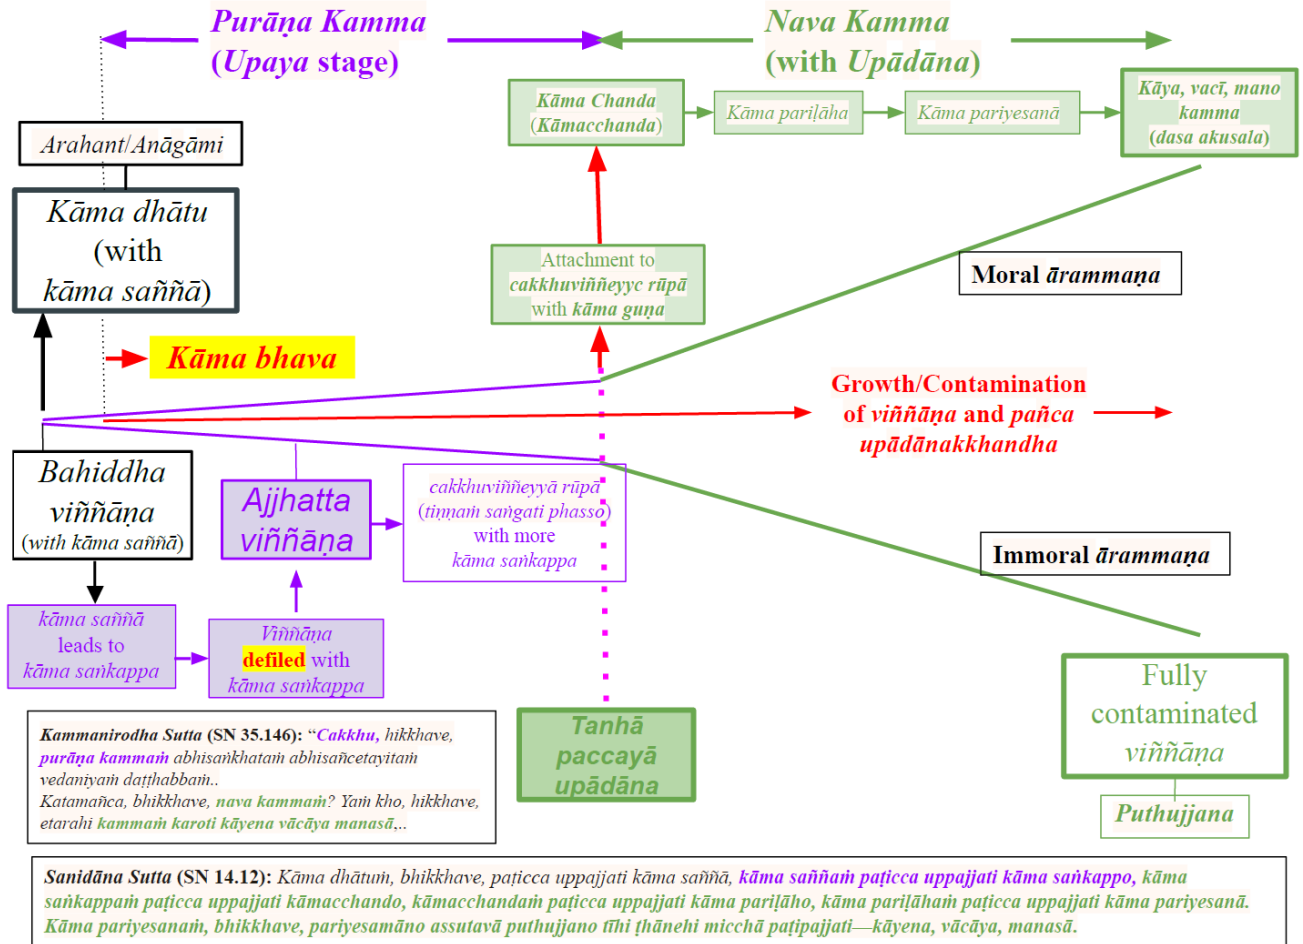 Purāṇa Kamma
(Upaya stage)
Nava Kamma
(with Upādāna)
Kāma Chanda
(Kāmacchanda)
Kāma pariḷāha
Kāma pariyesanā
Kāya, vacī, mano
kamma
(dasa akusala)
Arahant/Anāgāmi
Kāma dhātu
(with
kāma saññā)
Attachment to
cakkhuviññeyyc rūpā
with kāma guṇa
Moral ārammaṇa
Kāma bhava
Growth/Contamination
of viññāṇa and pañca
upādānakkhandha
Bahiddha
viññāṇa
(with kāma saññā)
Ajjhatta
viññāṇa
cakkhuviññeyyā rūpā
(tiṇṇaṁ saṅgati phasso)
with more
kāma saṅkappa
Immoral ārammaṇa
kāma saññā
leads to
kāma saṅkappa
Viññāṇa
defiled with
kāma saṅkappa
Fully
contaminated
viññāṇa
Puthujjana
Tanhā
paccayā
upādāna
Kammanirodha Sutta (SN 35.146): “Cakkhu, hikkhave,
purāṇa kammaṁ abhisaṅkhataṁ abhisañcetayitaṁ
vedaniyaṁ daṭṭhabbaṁ..
Katamañca, bhikkhave, nava kammaṁ? Yaṁ kho, hikkhave,
etarahi kammaṁ karoti kāyena vācāya manasā,..
Sanidāna Sutta (SN 14.12): Kāma dhātuṁ, bhikkhave, paṭicca uppajjati kāma saññā, kāma saññaṁ paṭicca uppajjati kāma saṅkappo, kāma
saṅkappaṁ paṭicca uppajjati kāmacchando, kāmacchandaṁ paṭicca uppajjati kāma pariḷāho, kāma pariḷāhaṁ paṭicca uppajjati kāma pariyesanā.
Kāma pariyesanaṁ, bhikkhave, pariyesamāno assutavā puthujjano tīhi ṭhānehi micchā paṭipajjati—kāyena, vācāya, manasā.